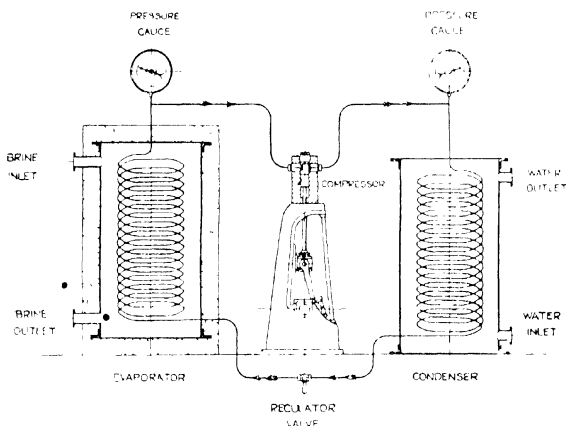 PRESSURE
GAUGE
PRESSURE
GAUGE
BRINE
INLET
COMPRESSOR
WATER
OUTLET
BRINE
OUTLET
WATER
INLET
EVAPORATOR
CONDENSER
REGULATOR
VALVE